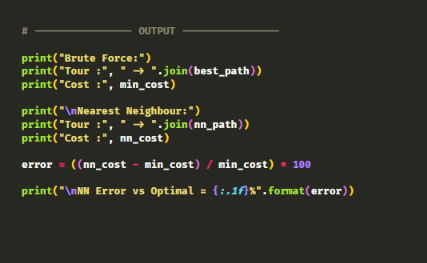 # ─────────────── OUTPUT ───────────────
print("Brute Force:")
print("Tour :", " → ".join(best_path))
print("Cost :", min_cost)
print("\nNearest Neighbour:")
print("Tour :", " → ".join(nn_path))
print("Cost :", nn_cost)
error = ((nn_cost - min_cost) / min_cost) * 100
print("\nNN Error vs Optimal = {:.1f}%".format(error))